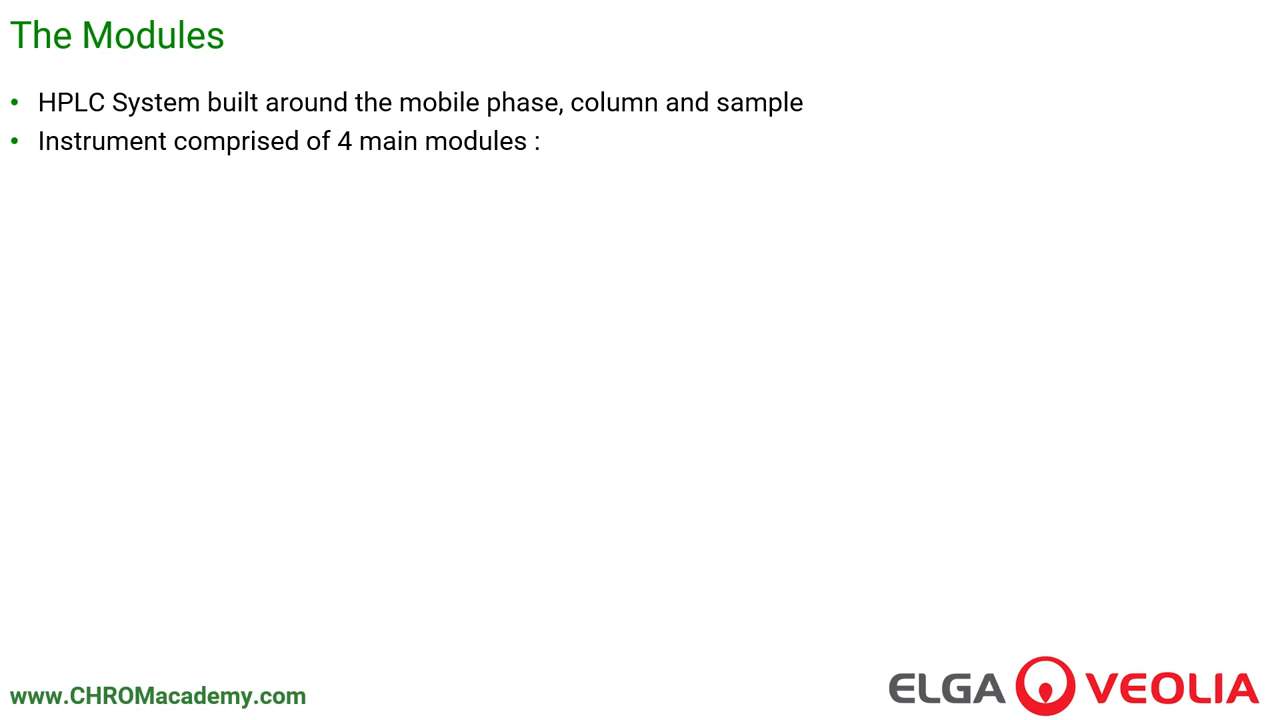 The Modules
• HPLC System built around the mobile phase, column and sample
• Instrument comprised of 4 main modules :
www.CHROMacademy.com
ELGA VEOLIA